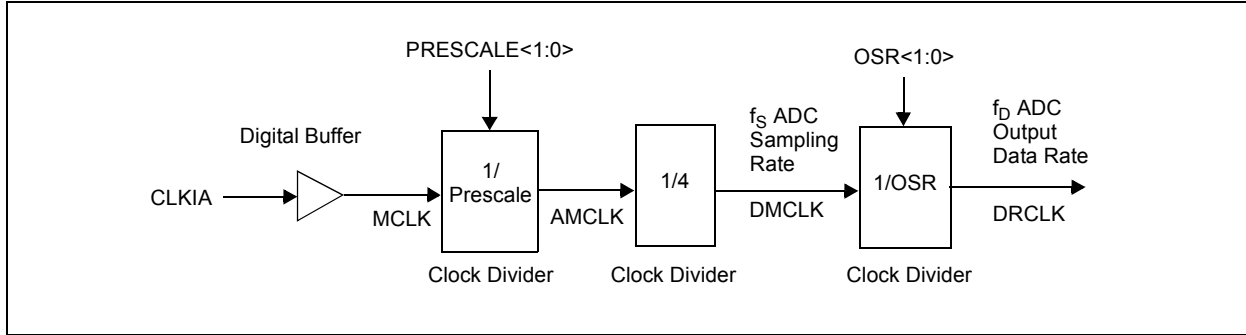 PRESCALE<1:0>
OSR<1:0>
Digital Buffer
f_S ADC
Sampling
Rate
f_D ADC
Output
Data Rate
CLKIA
MCLK
1/
Prescale
AMCLK
1/4
DMCLK
1/OSR
DRCLK
Clock Divider
Clock Divider
Clock Divider